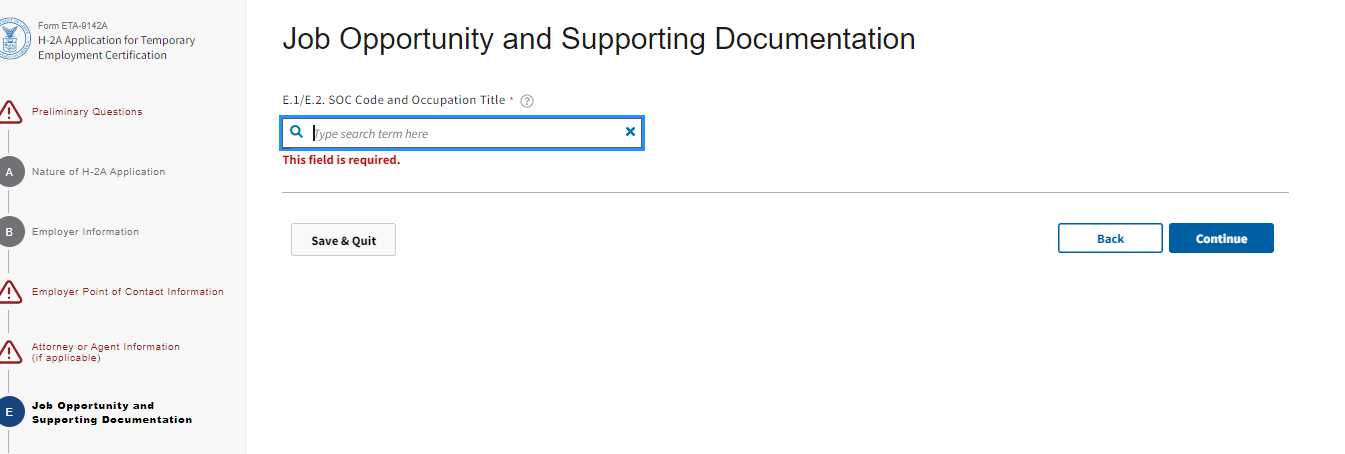 Form ETA-9142A
H-2A Application for Temporary
Employment Certification
Preliminary Questions
A
Nature of H-2A Application
B
Employer Information
Employer Point of Contact Information
Attorney or Agent Information
(if applicable)
E
Job Opportunity and
Supporting Documentation
Job Opportunity and Supporting Documentation
E.1/E.2. SOC Code and Occupation Title * ?
Type search term here
This field is required.
Save & Quit
Back
Continue